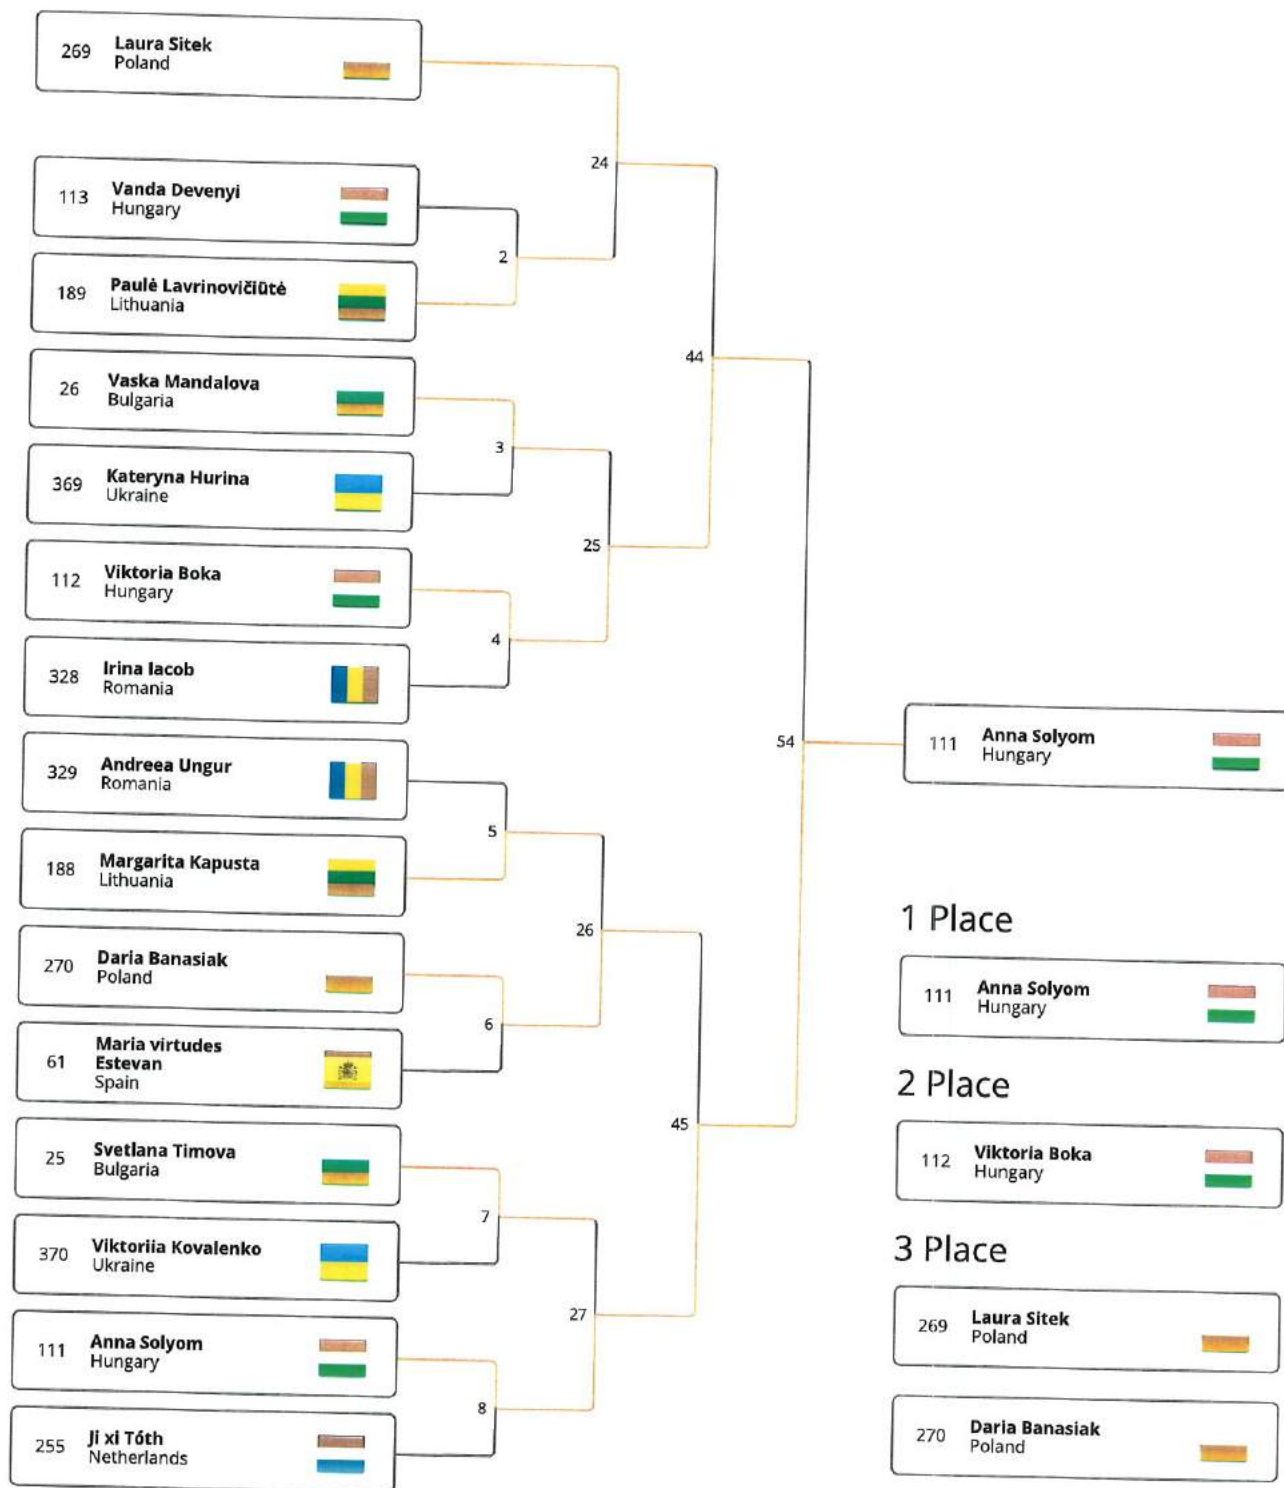 269 Laura Sitek
Poland
24
113 Vanda Devenyi
Hungary
2
189 Paulė Lavrinovičiūtė
Lithuania
44
26 Vaska Mandalova
Bulgaria
3
369 Kateryna Hurina
Ukraine
25
112 Viktoria Boka
Hungary
4
328 Irina Iacob
Romania
54
111 Anna Solyom
Hungary
329 Andreea Ungur
Romania
5
188 Margarita Kapusta
Lithuania
26
270 Daria Banasiak
Poland
6
61 Maria virtudes
Estevan
Spain
45
25 Svetlana Timova
Bulgaria
7
370 Viktoriia Kovalenko
Ukraine
27
111 Anna Solyom
Hungary
8
255 Ji xi Tóth
Netherlands
1 Place
111 Anna Solyom
Hungary
2 Place
112 Viktoria Boka
Hungary
3 Place
269 Laura Sitek
Poland
270 Daria Banasiak
Poland